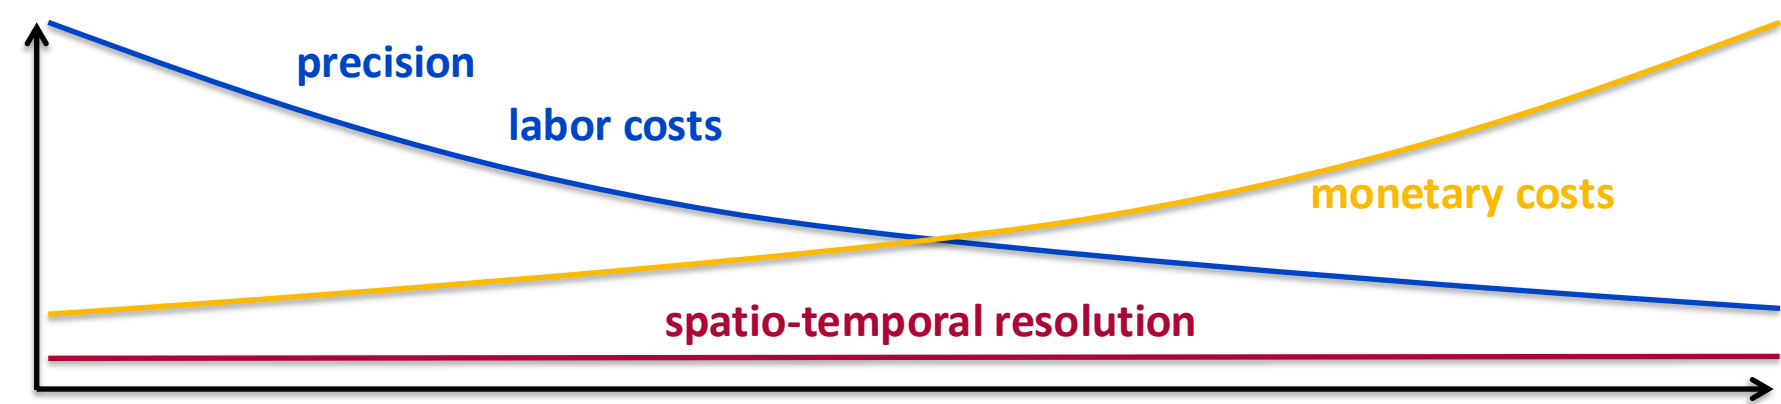 precision
labor costs
monetary costs
spatio-temporal resolution